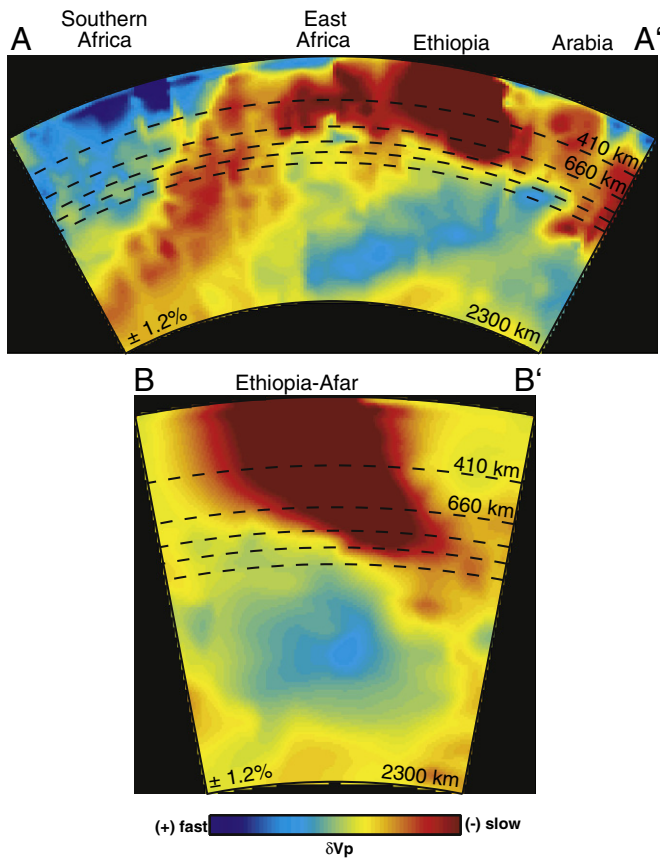 Southern Africa
East Africa
Ethiopia
Arabia
A
A‘
410 km
660 km
± 1.2%
2300 km
B
Ethiopia-Afar
B‘
410 km
660 km
± 1.2%
2300 km
(+) fast
(-) slow
δVp